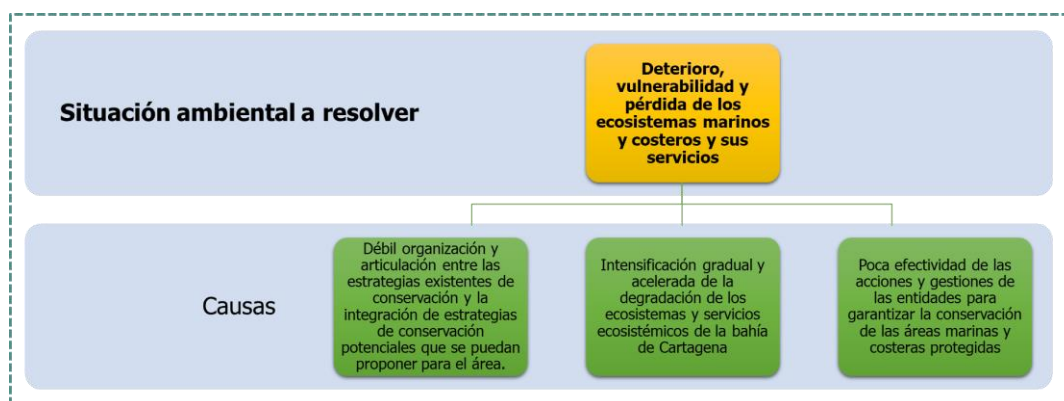 Situación ambiental a resolver
Deterioro,
vulnerabilidad y
pérdida de los
ecosistemas marinos
y costeros y sus
servicios
Causas
Débil organización y
articulación entre las
estrategias existentes de
conservación y la
integración de estrategias
de conservación
potenciales que se puedan
proponer para el área.
Intensificación gradual y
acelerada de la
degradación de los
ecosistemas y servicios
ecosistémicos de la bahía
de Cartagena
Poca efectividad de las
acciones y gestiones de
las entidades para
garantizar la conservación
de las áreas marinas y
costeras protegidas